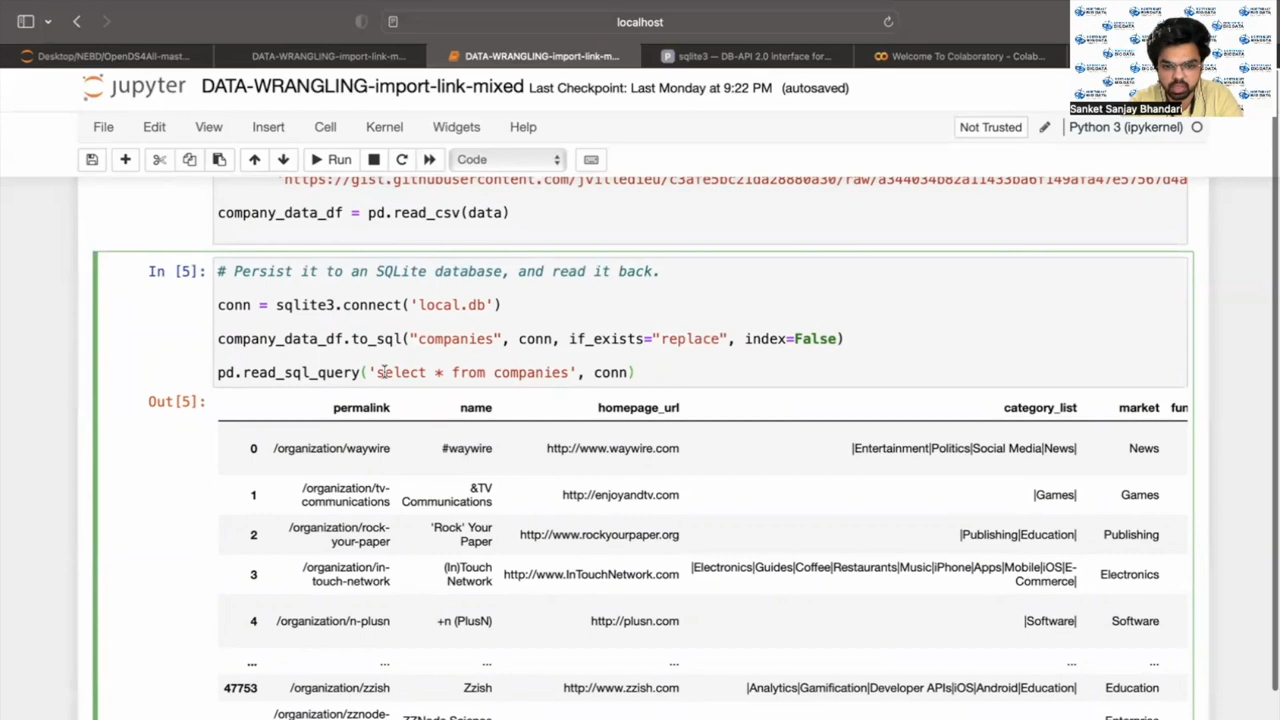 localhost
Desktop/NEBD/OpenDS4All-mast...
DATA-WRANGLING-import-link-m...
DATA-WRANGLING-import-link-m...
sqlite3 — DB-API 2.0 interface for...
Welcome To Colaboratory - Colab...
Sanket Sanjay Bhandari
jupyter DATA-WRANGLING-import-link-mixed Last Checkpoint: Last Monday at 9:22 PM (autosaved)
File Edit View Insert Cell Kernel Widgets Help Not Trusted Python 3 (ipykernel)
Run Code
company_data_df = pd.read_csv(data)
In [5]: # Persist it to an SQLite database, and read it back.
conn = sqlite3.connect('local.db')
company_data_df.to_sql("companies", conn, if_exists="replace", index=False)
pd.read_sql_query('select * from companies', conn)
Out[5]:
permalink name homepage_url category_list market fun
0 /organization/waywire #waywire http://www.waywire.com |Entertainment|Politics|Social Media|News| News
1 /organization/tv-communications &TV Communications http://enjoyandtv.com |Games| Games
2 /organization/rock-your-paper 'Rock' Your Paper http://www.rockyourpaper.org |Publishing|Education| Publishing
3 /organization/in-touch-network (In)Touch Network http://www.InTouchNetwork.com |Electronics|Guides|Coffee|Restaurants|Music|iPhone|Apps|Mobile|iOS|E-Commerce| Electronics
4 /organization/n-plusn +n (PlusN) http://plusn.com |Software| Software
... ... ... ... ... ...
47753 /organization/zzish Zzish http://www.zzish.com |Analytics|Gamification|Developer APIs|iOS|Android|Education| Education
/organization/zznode-